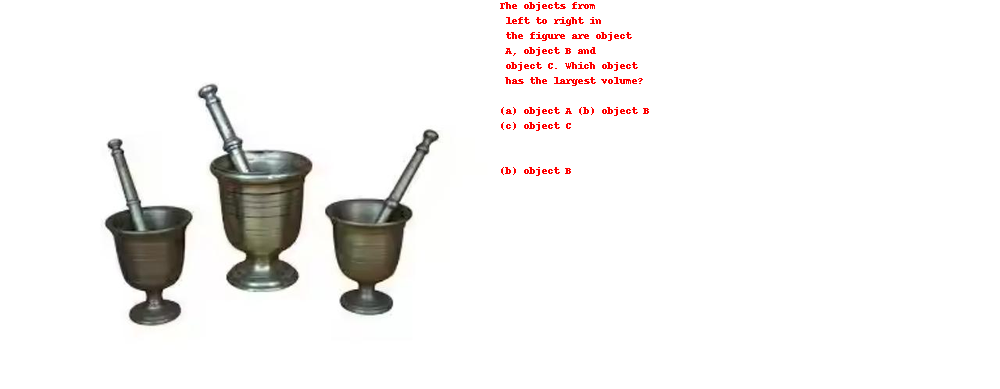 The objects from
left to right in
the figure are object
A, object B and
object C. Which object
has the largest volume?
(a) object A (b) object B
(c) object C
(b) object B